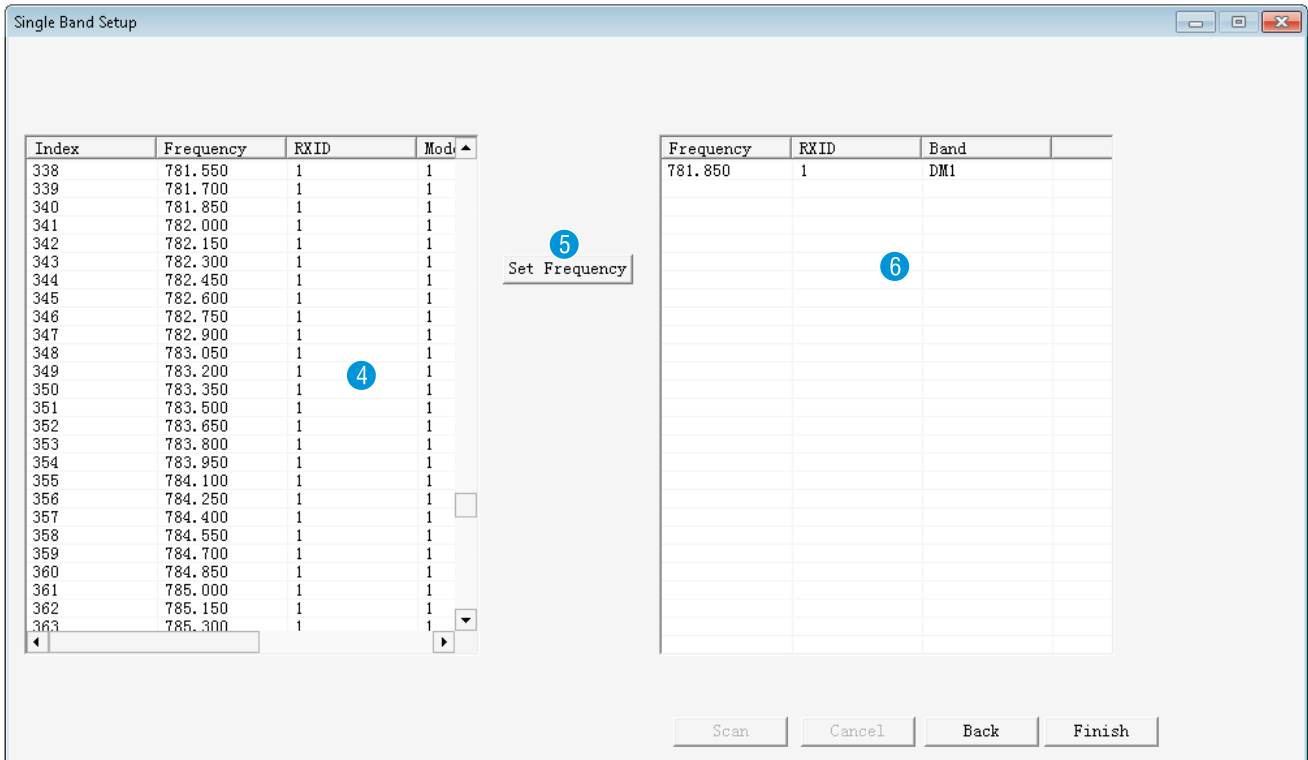 Single Band Setup
Index Frequency RXID Mod
338 781.550 1 1
339 781.700 1 1
340 781.850 1 1
341 782.000 1 1
342 782.150 1 1
343 782.300 1 1
344 782.450 1 1
345 782.600 1 1
346 782.750 1 1
347 782.900 1 1
348 783.050 1 1
349 783.200 1 1
350 783.350 1 1
351 783.500 1 1
352 783.650 1 1
353 783.800 1 1
354 783.950 1 1
355 784.100 1 1
356 784.250 1 1
357 784.400 1 1
358 784.550 1 1
359 784.700 1 1
360 784.850 1 1
361 785.000 1 1
362 785.150 1 1
363 785.300 1 1
4
5
Set Frequency
Frequency RXID Band
781.850 1 DM1
6
Scan Cancel Back Finish